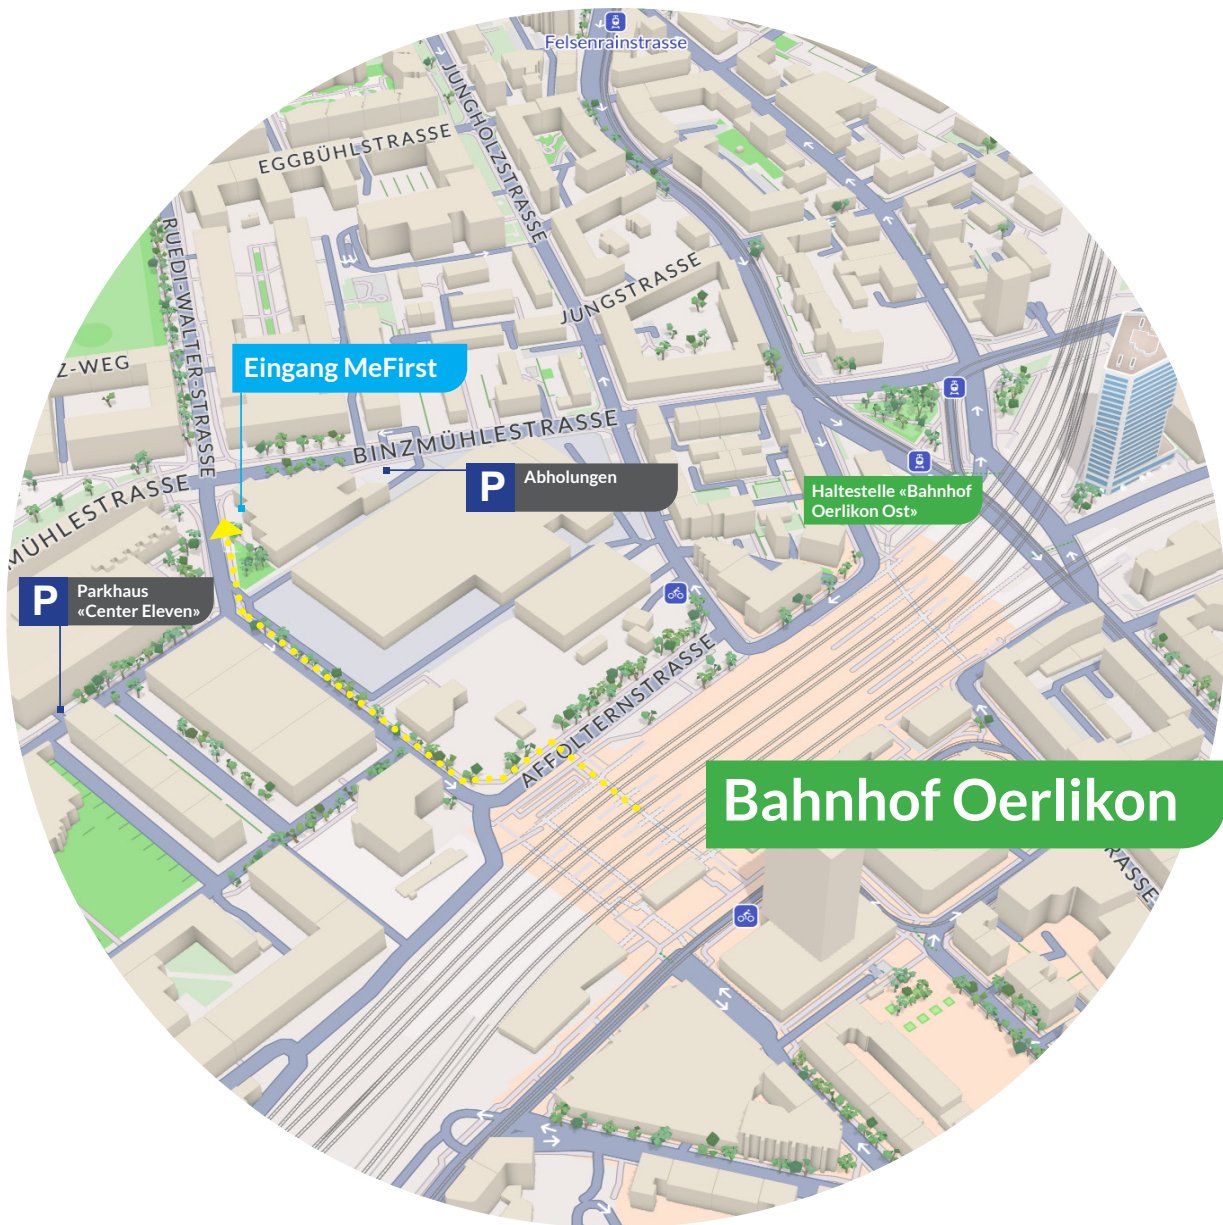 Felsenrainstrasse
JUNGHOLZSTRASSE
EGGBÜHLSTRASSE
RUEDI-WALTER-STRASSE
JUNGSTRASSE
Z-WEG
Eingang MeFirst
BINZMÜHLESTRASSE
P Abholungen
MÜHLESTRASSE
Haltestelle «Bahnhof
Oerlikon Ost»
P Parkhaus
«Center Eleven»
AFFOLTERNSTRASSE
Bahnhof Oerlikon
RASSE